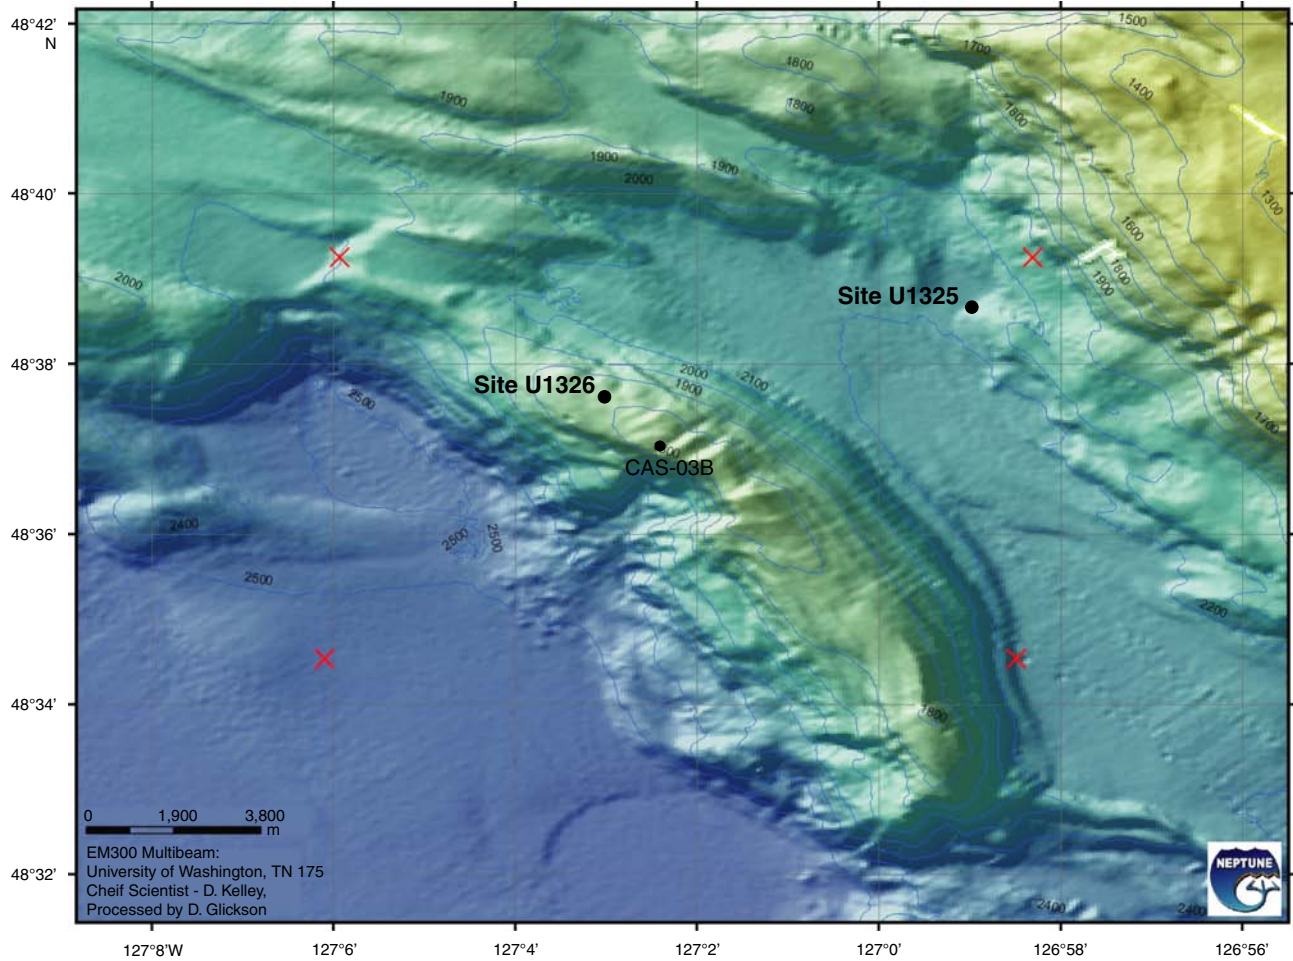 48°42'
N
48°40'
48°38'
48°36'
48°34'
48°32'
1500
1700
1800
1400
1900
1800
1800
1900
1900
2000
1300
1600
1800
1900
2000
Site U1325
Site U1326
2000
2100
1900
2500
1700
CAS-03B
2400
2500
2500
2500
2200
1800
2400
2400
0 1,900 3,800
m
EM300 Multibeam:
University of Washington, TN 175
Cheif Scientist - D. Kelley,
Processed by D. Glickson
NEPTUNE
127°8'W 127°6' 127°4' 127°2' 127°0' 126°58' 126°56'